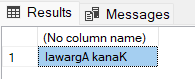 Results Messages
(No column name)
1 lawargA kanaK